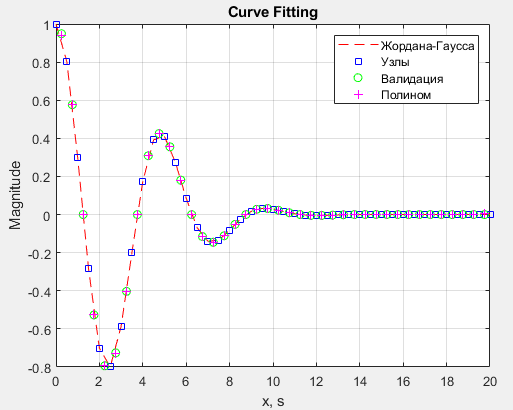 Curve Fitting
Жордана-Гаусса
Узлы
Валидация
Полином
Magnitude
1
0.8
0.6
0.4
0.2
0
-0.2
-0.4
-0.6
-0.8
0 2 4 6 8 10 12 14 16 18 20
x, s